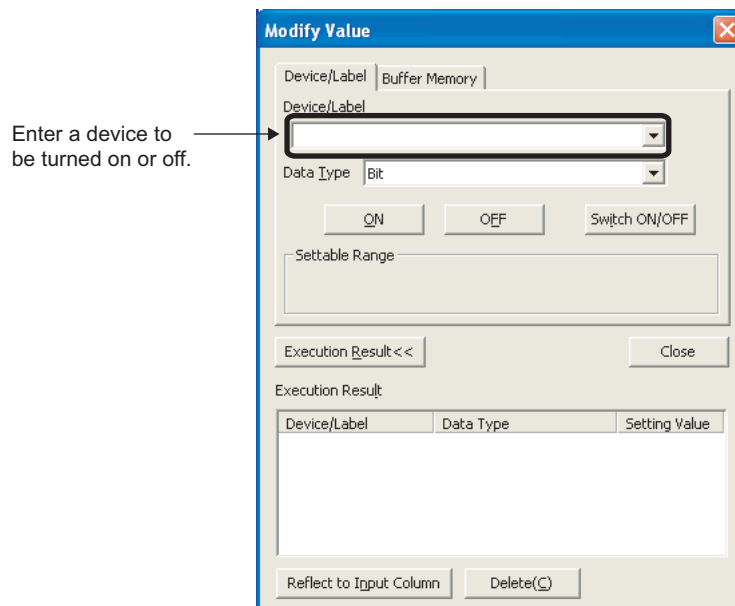 Modify Value
Device/Label
Buffer Memory
Device/Label
Enter a device to
be turned on or off.
Data Type Bit
ON OFF Switch ON/OFF
Settable Range
Execution Result<< Close
Execution Result
Device/Label Data Type Setting Value
Reflect to Input Column Delete(C)